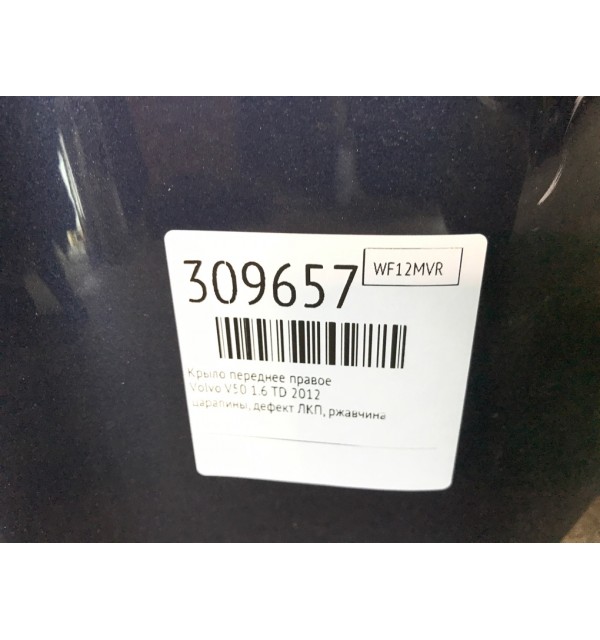 309657
WF12MVR
Крыло переднее правое
Volvo V50 1.6 TD 2012
царапины, дефект ЛКП, ржавчина